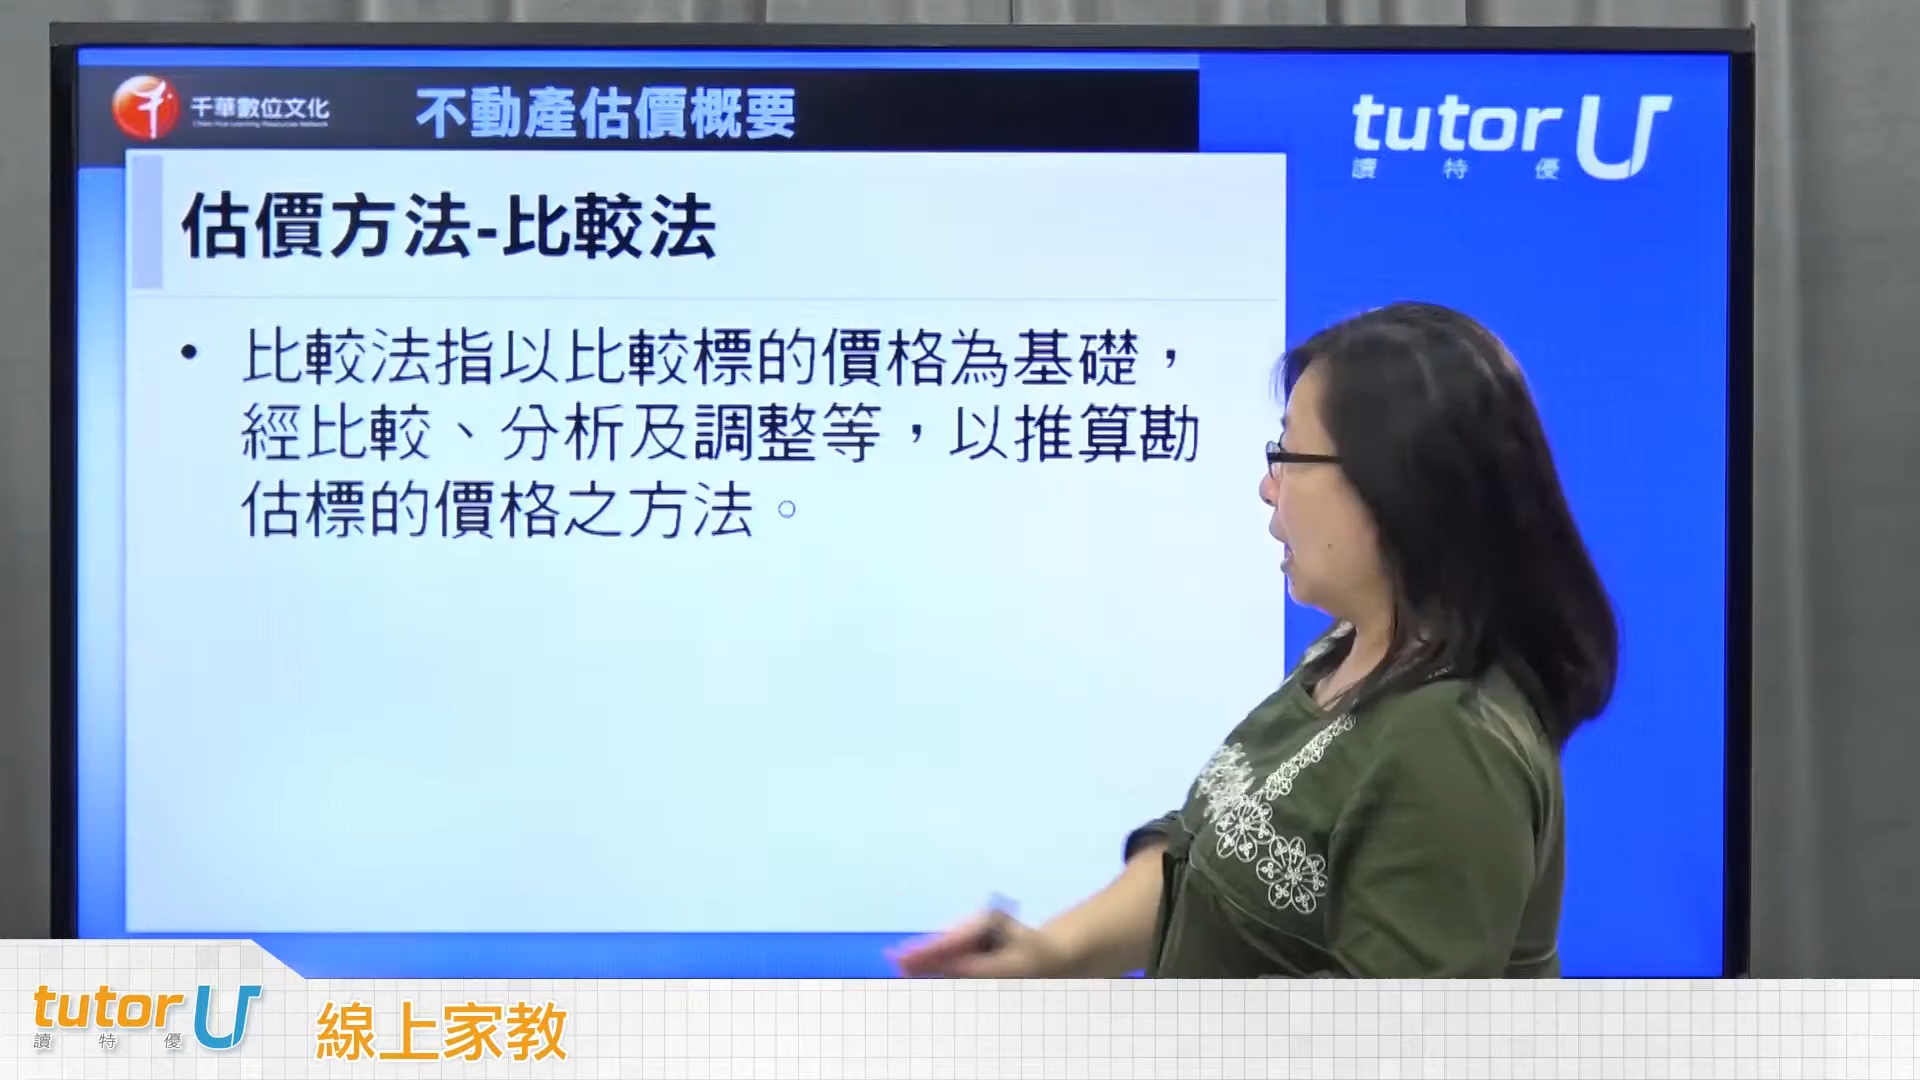 千華數位文化
不動產估價概要
tutor U
讀特優
估價方法-比較法
• 比較法指以比較標的價格為基礎，
經比較、分析及調整等，以推算勘
估標的價格之方法。
tutor U
讀特優
線上家教